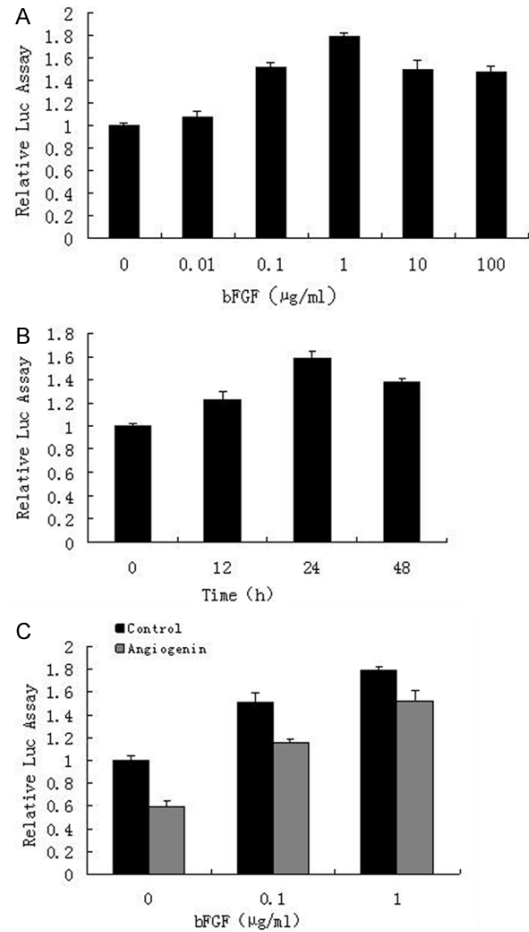 A
Relative Luc Assay
2
1.8
1.6
1.4
1.2
1
0.8
0.6
0.4
0.2
0
0 0.01 0.1 1 10 100
bFGF (μg/ml)
B
Relative Luc Assay
1.8
1.6
1.4
1.2
1
0.8
0.6
0.4
0.2
0
0 12 24 48
Time (h)
C
Control
Angiogenin
Relative Luc Assay
2
1.8
1.6
1.4
1.2
1
0.8
0.6
0.4
0.2
0
0 0.1 1
bFGF (μg/ml)